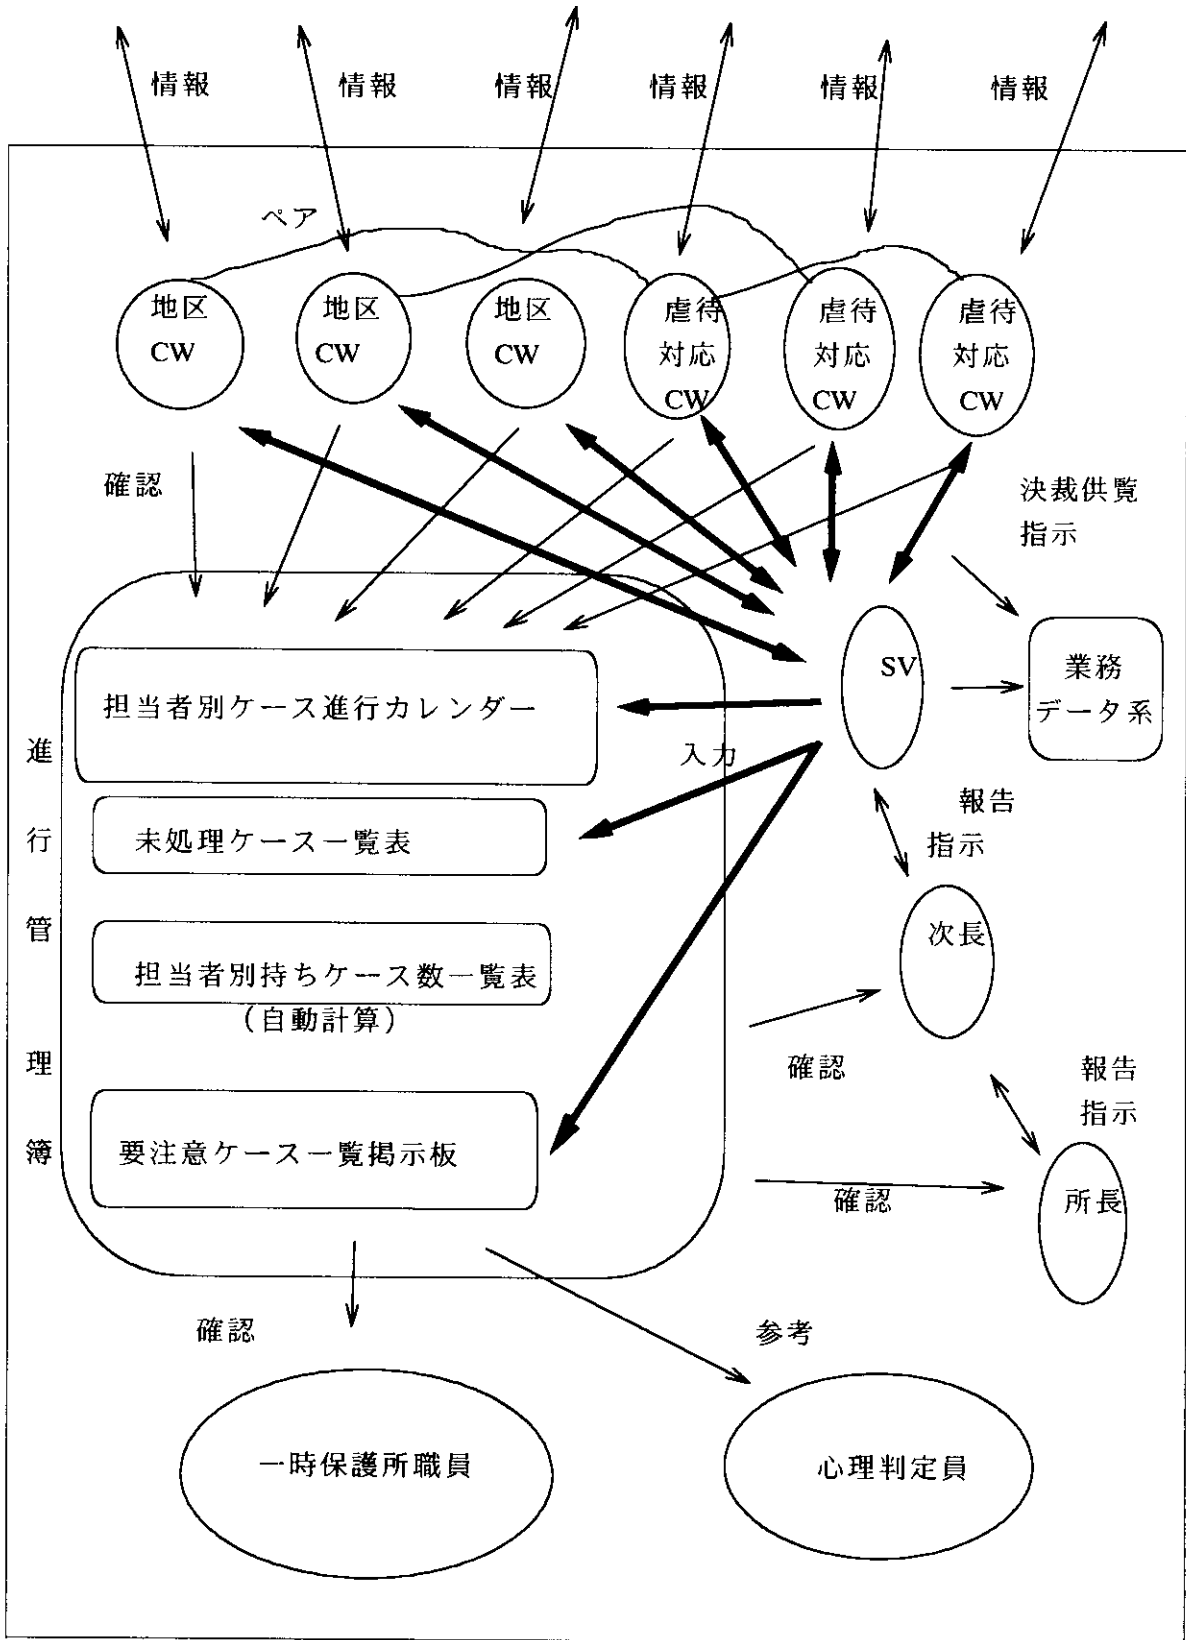 情報
情報
情報
情報
情報
情報
ペア
地区
CW
地区
CW
地区
CW
虐待
対応
CW
虐待
対応
CW
虐待
対応
CW
確認
決裁供覧
指示
SV
業務
データ系
担当者別ケース進行カレンダー
入力
進行管理簿
未処理ケース一覧表
報告
指示
次長
担当者別持ちケース数一覧表
（自動計算）
確認
報告
指示
要注意ケース一覧掲示板
確認
所長
確認
参考
一時保護所職員
心理判定員